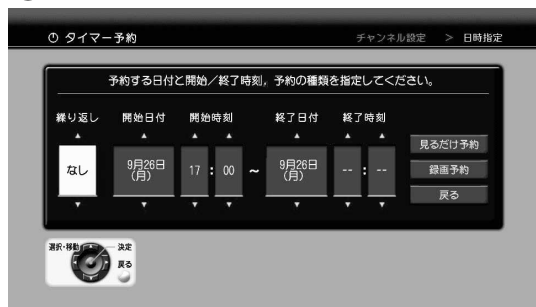 タイマー予約
チャンネル設定 > 日時指定
予約する日付と開始／終了時刻，予約の種類を指定してください。
繰り返し 開始日付 開始時刻 終了日付 終了時刻
なし 9月26日(月) 17 : 00 ～ 9月26日(月) -- : --
見るだけ予約
録画予約
戻る
選択・移動 決定
戻る